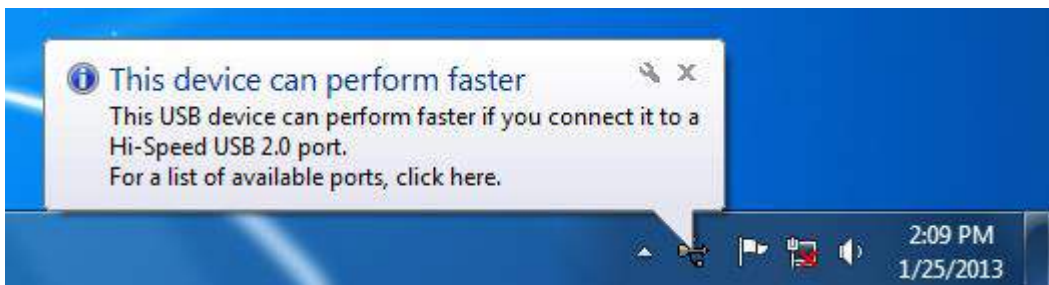 This device can perform faster
This USB device can perform faster if you connect it to a
Hi-Speed USB 2.0 port.
For a list of available ports, click here.
2:09 PM
1/25/2013